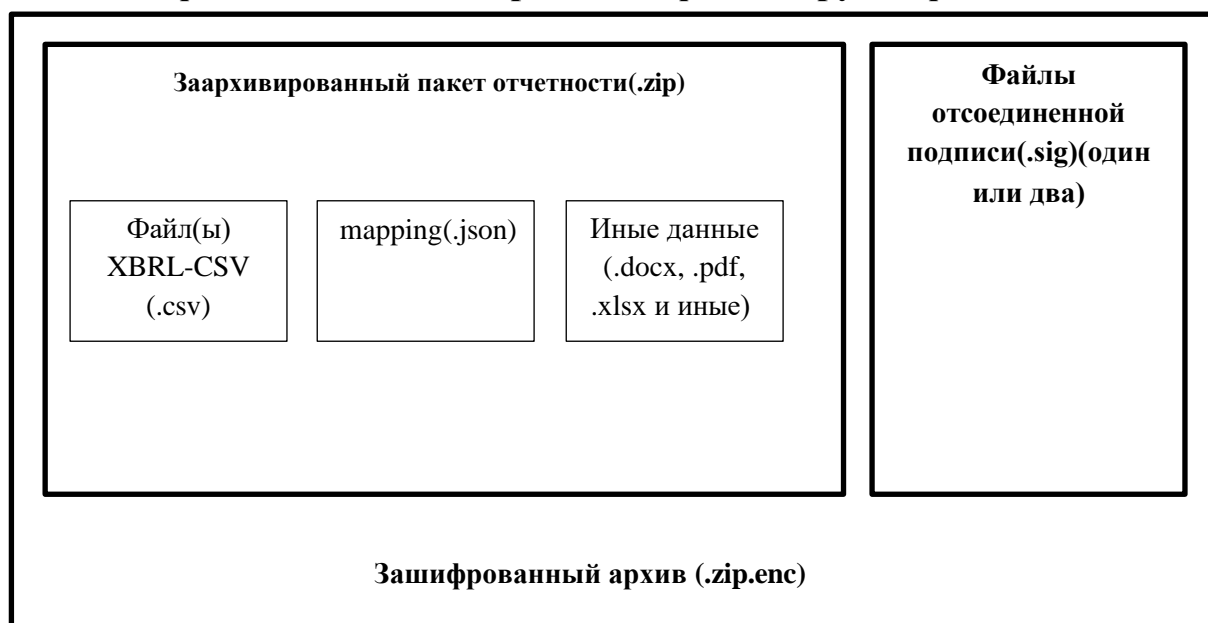 Заархивированный пакет отчетности(.zip)
Файл(ы)
XBRL-CSV
(.csv)
mapping(.json)
Иные данные
(.docx, .pdf,
.xlsx и иные)
Файлы
отсоединенной
подписи(.sig)(один
или два)
Зашифрованный архив (.zip.enc)